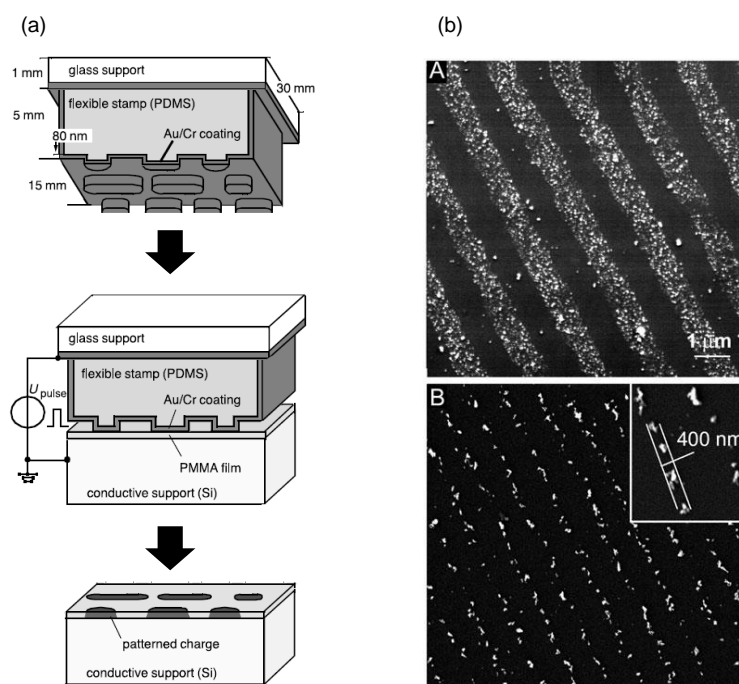 (a)
(b)
1 mm
glass support
30 mm
5 mm
flexible stamp (PDMS)
80 nm
Au/Cr coating
15 mm
glass support
flexible stamp (PDMS)
Upulse
Au/Cr coating
PMMA film
conductive support (Si)
patterned charge
conductive support (Si)
A
1 µm
B
400 nm